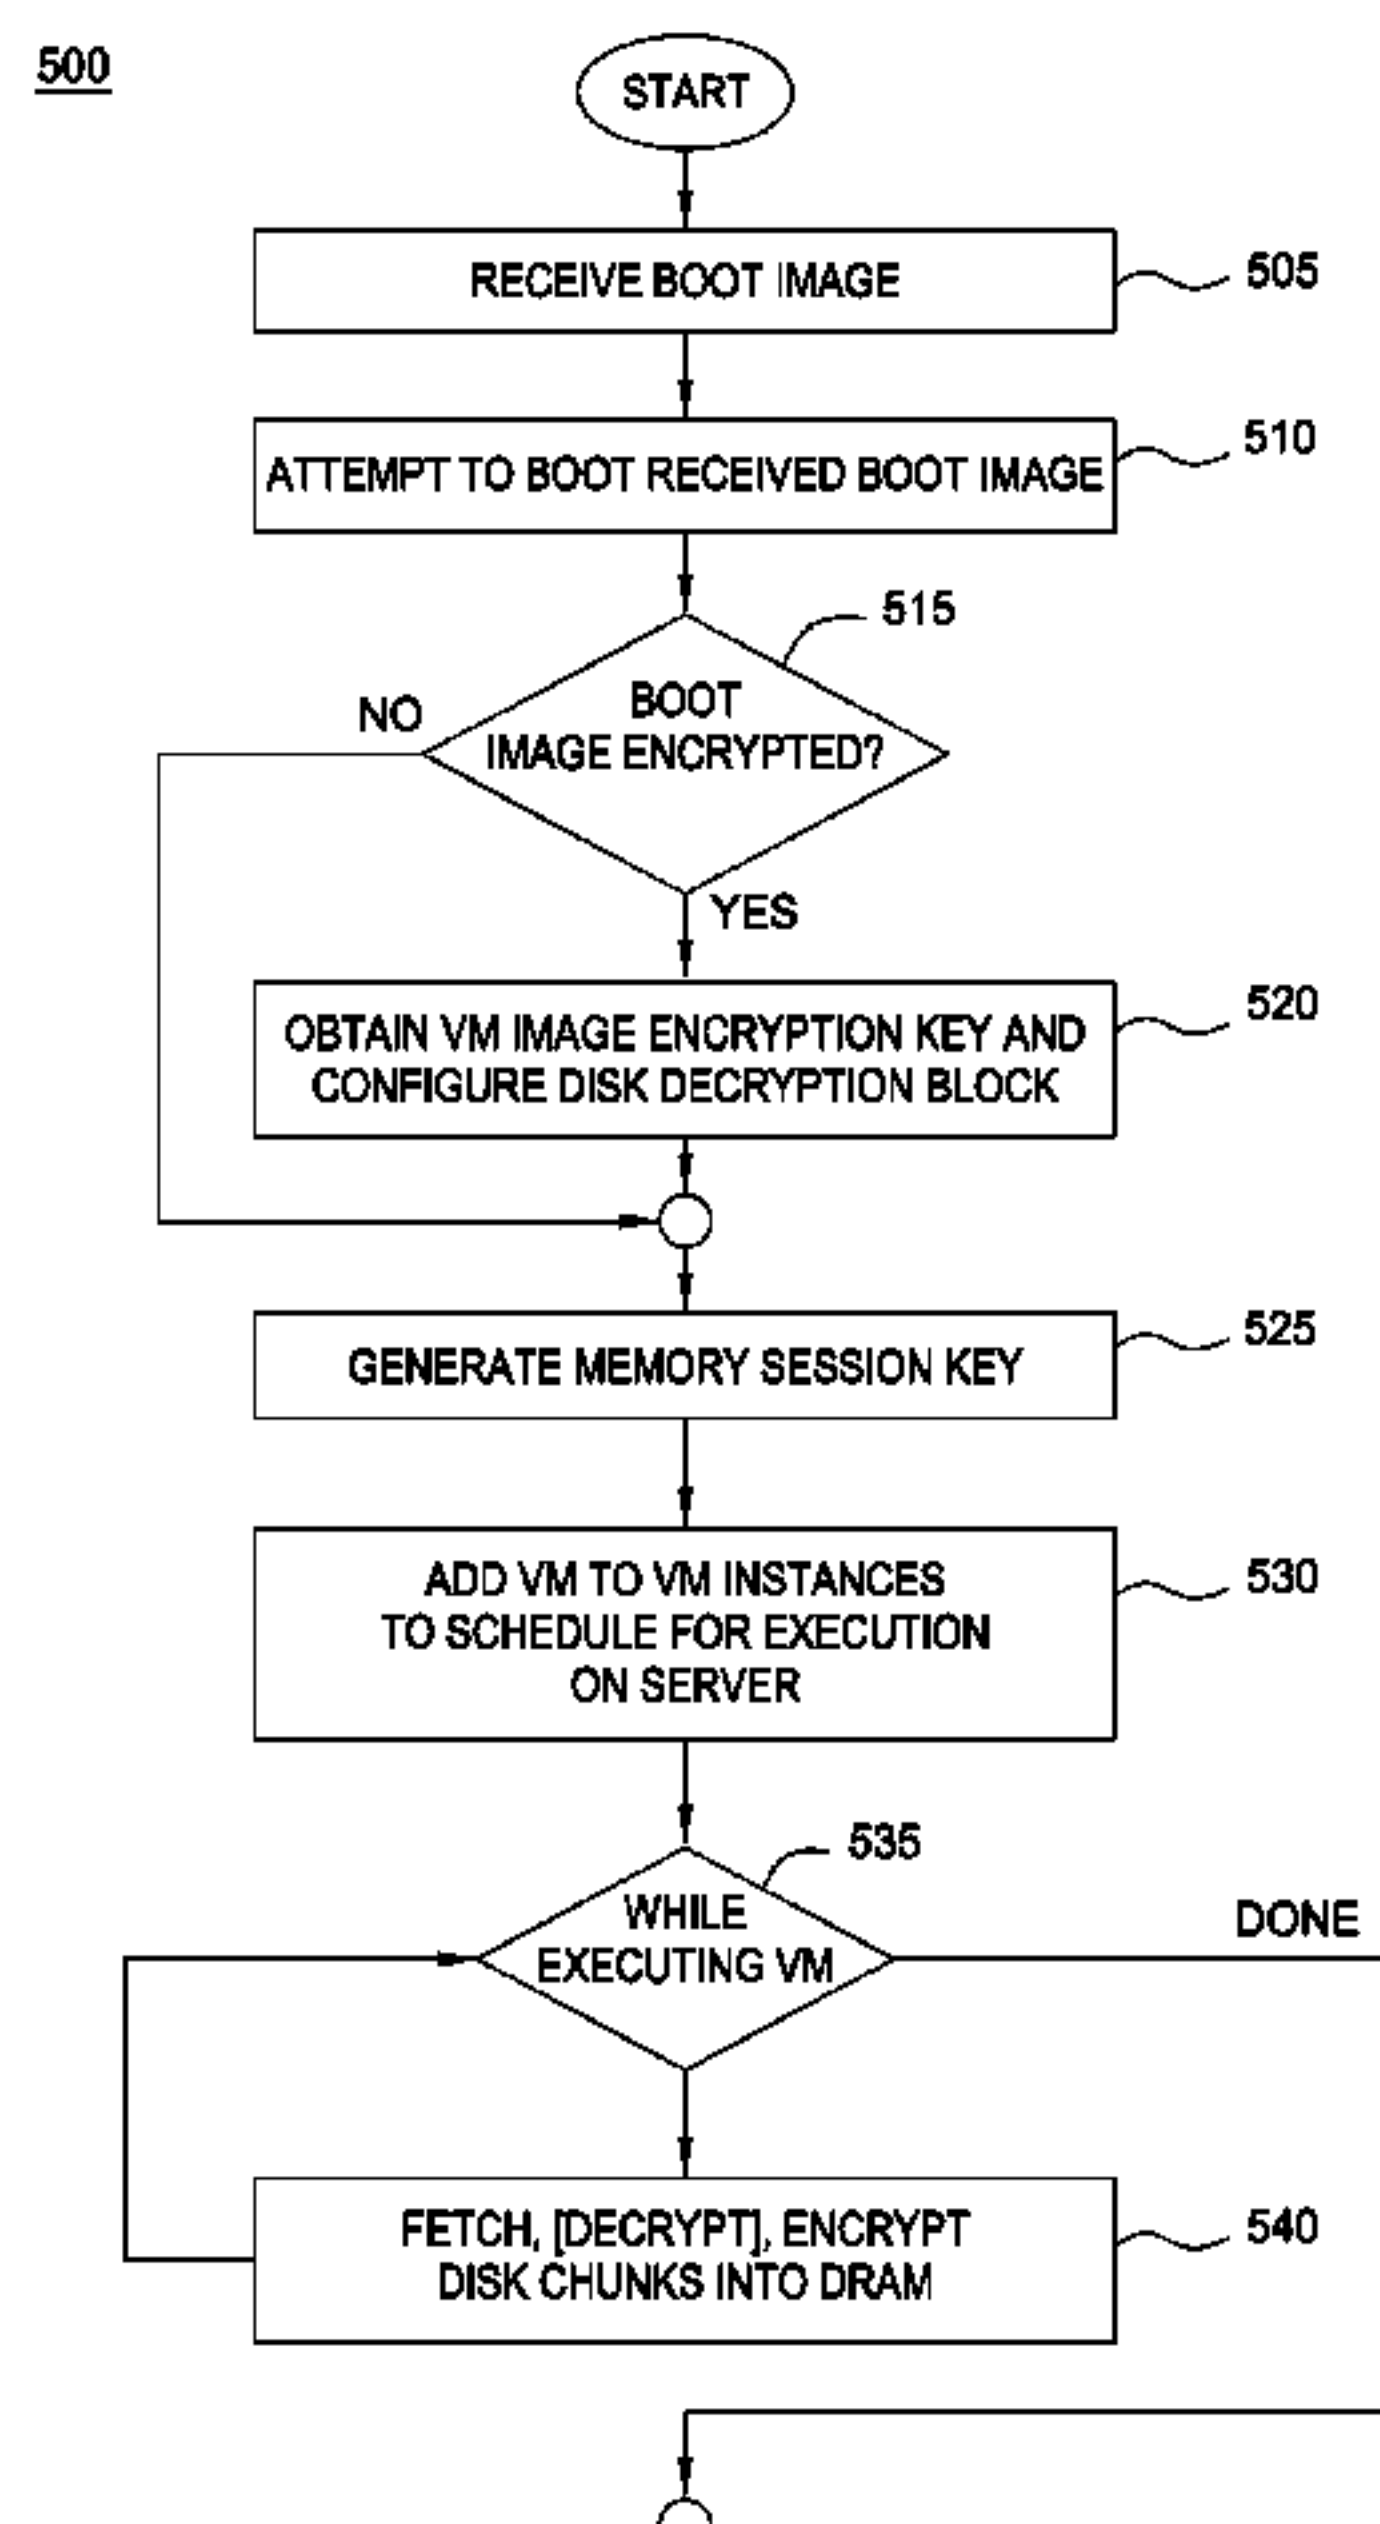 500
START
RECEIVE BOOT IMAGE
505
ATTEMPT TO BOOT RECEIVED BOOT IMAGE
510
515
BOOT
IMAGE ENCRYPTED?
NO
YES
OBTAIN VM IMAGE ENCRYPTION KEY AND
CONFIGURE DISK DECRYPTION BLOCK
520
GENERATE MEMORY SESSION KEY
525
ADD VM TO VM INSTANCES
TO SCHEDULE FOR EXECUTION
ON SERVER
530
535
WHILE
EXECUTING VM
DONE
FETCH, [DECRYPT], ENCRYPT
DISK CHUNKS INTO DRAM
540